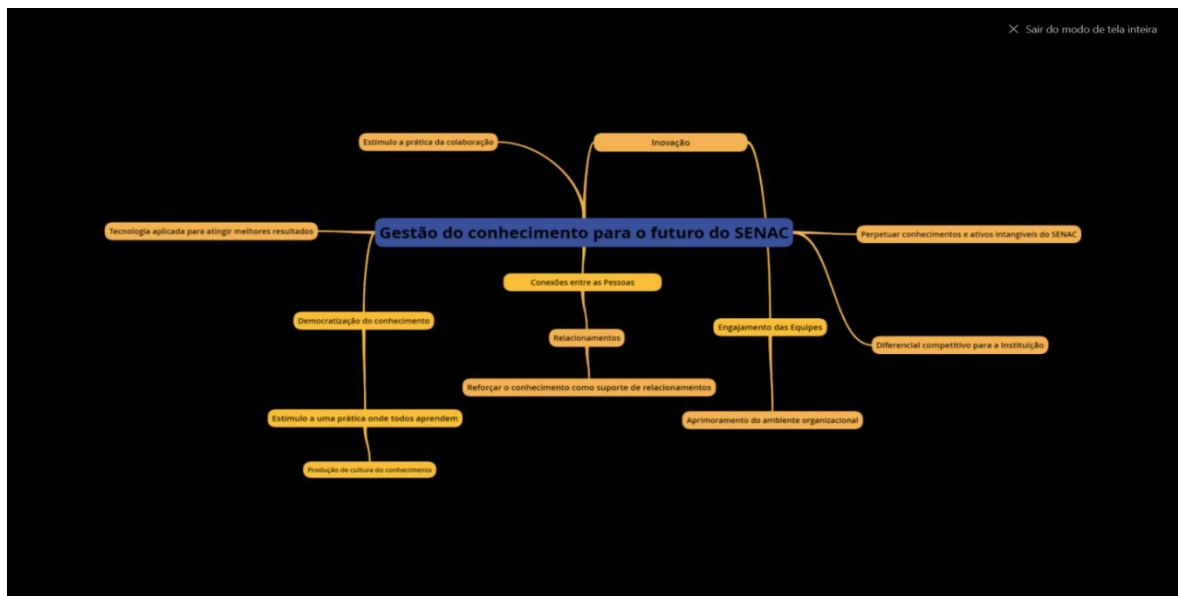 Sair do modo de tela inteira
Estímulo a prática da colaboração
Inovação
Tecnologia aplicada para atingir melhores resultados
Gestão do conhecimento para o futuro do SENAC
Perpetuar conhecimentos e ativos intangíveis do SENAC
Conexões entre as Pessoas
Democratização do conhecimento
Engajamento das Equipes
Relacionamentos
Diferencial competitivo para a Instituição
Reforçar o conhecimento como suporte de relacionamentos
Estímulo a uma prática onde todos aprendem
Aprimoramento do ambiente organizacional
Produção de cultura do conhecimento